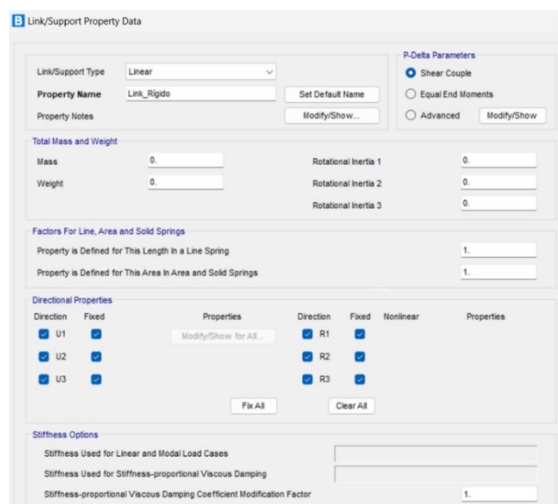 B Link/Support Property Data
P-Delta Parameters
Link/Support Type Linear Shear Couple
Property Name Link_Rígido Set Default Name Equal End Moments
Property Notes Modify/Show... Advanced Modify/Show
Total Mass and Weight
Mass 0. Rotational Inertia 1 0.
Weight 0. Rotational Inertia 2 0.
Rotational Inertia 3 0.
Factors For Line, Area and Solid Springs
Property is Defined for This Length In a Line Spring 1.
Property is Defined for This Area In Area and Solid Springs 1.
Directional Properties
Direction Fixed Properties Direction Fixed Nonlinear Properties
U1 Modify/Show for All... R1
U2 R2
U3 R3
Fix All Clear All
Stiffness Options
Stiffness Used for Linear and Modal Load Cases
Stiffness Used for Stiffness-proportional Viscous Damping
Stiffness-proportional Viscous Damping Coefficient Modification Factor 1.